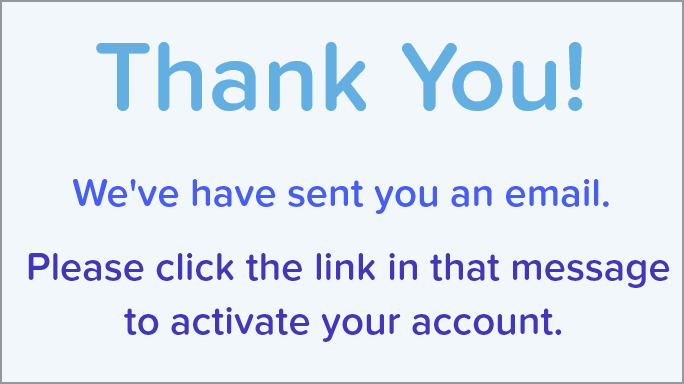 Thank You!
We've have sent you an email.
Please click the link in that message
to activate your account.